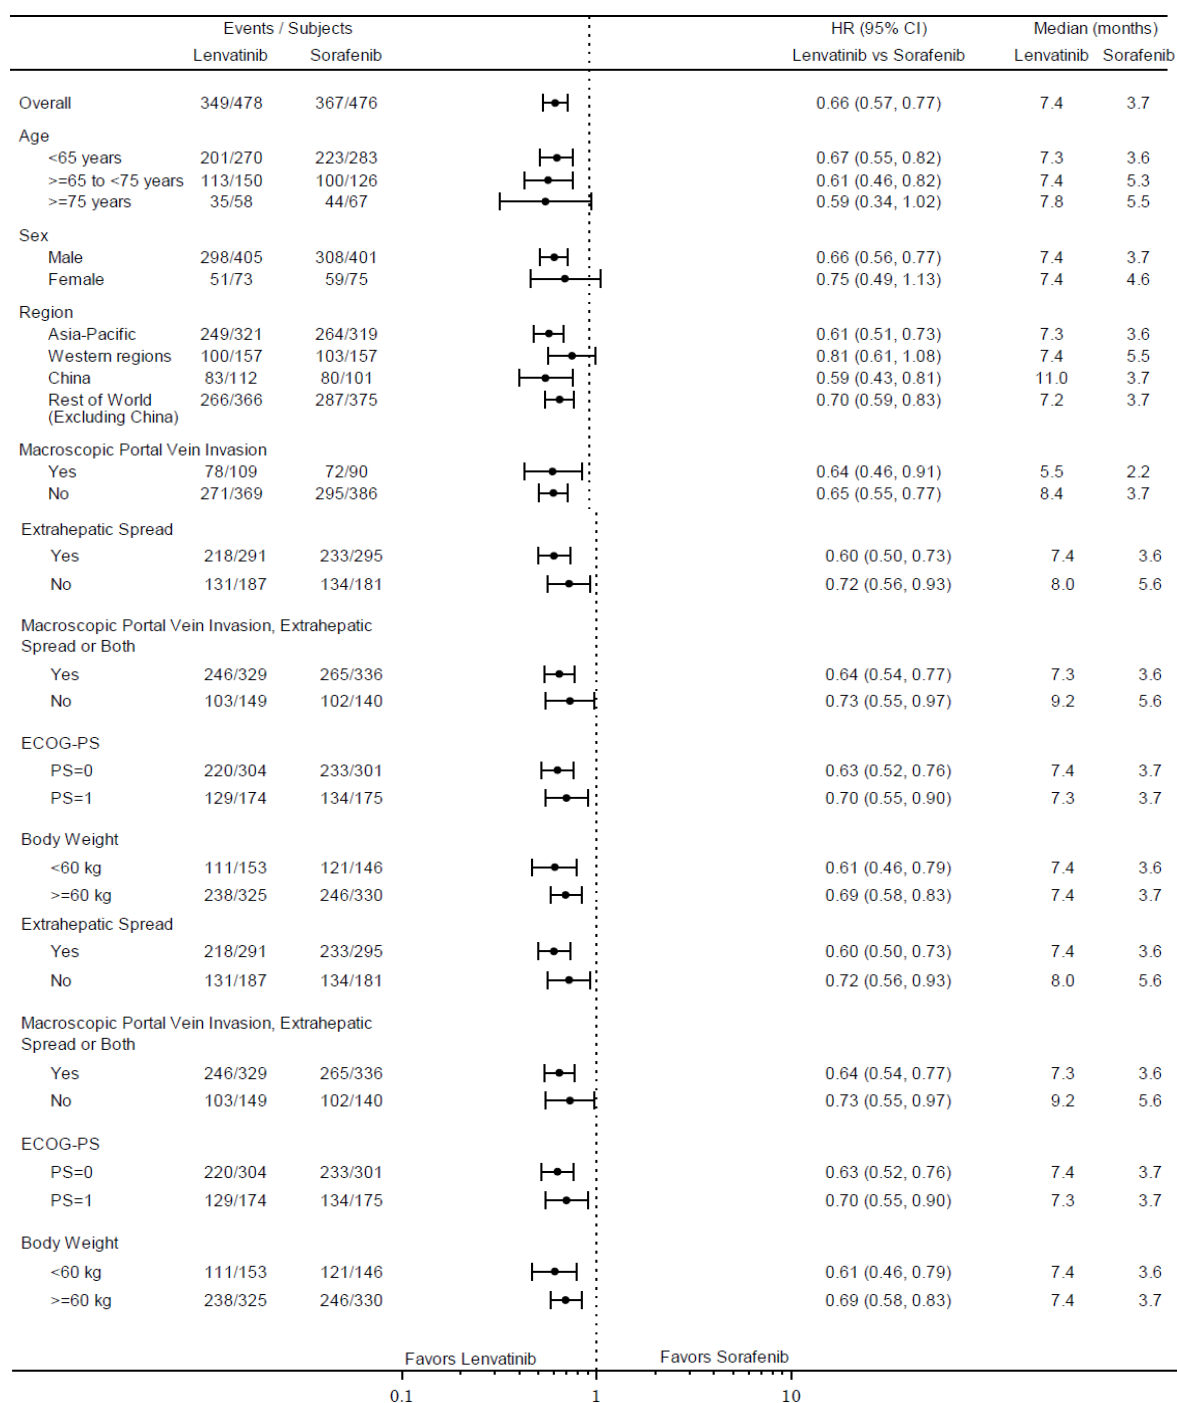 Events / Subjects HR (95% CI) Median (months)
Lenvatinib Sorafenib Lenvatinib vs Sorafenib Lenvatinib Sorafenib
Overall 349/478 367/476 0.66 (0.57, 0.77) 7.4 3.7
Age
<65 years 201/270 223/283 0.67 (0.55, 0.82) 7.3 3.6
>=65 to <75 years 113/150 100/126 0.61 (0.46, 0.82) 7.4 5.3
>=75 years 35/58 44/67 0.59 (0.34, 1.02) 7.8 5.5
Sex
Male 298/405 308/401 0.66 (0.56, 0.77) 7.4 3.7
Female 51/73 59/75 0.75 (0.49, 1.13) 7.4 4.6
Region
Asia-Pacific 249/321 264/319 0.61 (0.51, 0.73) 7.3 3.6
Western regions 100/157 103/157 0.81 (0.61, 1.08) 7.4 5.5
China 83/112 80/101 0.59 (0.43, 0.81) 11.0 3.7
Rest of World 266/366 287/375 0.70 (0.59, 0.83) 7.2 3.7
(Excluding China)
Macroscopic Portal Vein Invasion
Yes 78/109 72/90 0.64 (0.46, 0.91) 5.5 2.2
No 271/369 295/386 0.65 (0.55, 0.77) 8.4 3.7
Extrahepatic Spread
Yes 218/291 233/295 0.60 (0.50, 0.73) 7.4 3.6
No 131/187 134/181 0.72 (0.56, 0.93) 8.0 5.6
Macroscopic Portal Vein Invasion, Extrahepatic
Spread or Both
Yes 246/329 265/336 0.64 (0.54, 0.77) 7.3 3.6
No 103/149 102/140 0.73 (0.55, 0.97) 9.2 5.6
ECOG-PS
PS=0 220/304 233/301 0.63 (0.52, 0.76) 7.4 3.7
PS=1 129/174 134/175 0.70 (0.55, 0.90) 7.3 3.7
Body Weight
<60 kg 111/153 121/146 0.61 (0.46, 0.79) 7.4 3.6
>=60 kg 238/325 246/330 0.69 (0.58, 0.83) 7.4 3.7
Extrahepatic Spread
Yes 218/291 233/295 0.60 (0.50, 0.73) 7.4 3.6
No 131/187 134/181 0.72 (0.56, 0.93) 8.0 5.6
Macroscopic Portal Vein Invasion, Extrahepatic
Spread or Both
Yes 246/329 265/336 0.64 (0.54, 0.77) 7.3 3.6
No 103/149 102/140 0.73 (0.55, 0.97) 9.2 5.6
ECOG-PS
PS=0 220/304 233/301 0.63 (0.52, 0.76) 7.4 3.7
PS=1 129/174 134/175 0.70 (0.55, 0.90) 7.3 3.7
Body Weight
<60 kg 111/153 121/146 0.61 (0.46, 0.79) 7.4 3.6
>=60 kg 238/325 246/330 0.69 (0.58, 0.83) 7.4 3.7
Favors Lenvatinib Favors Sorafenib
0.1 1 10